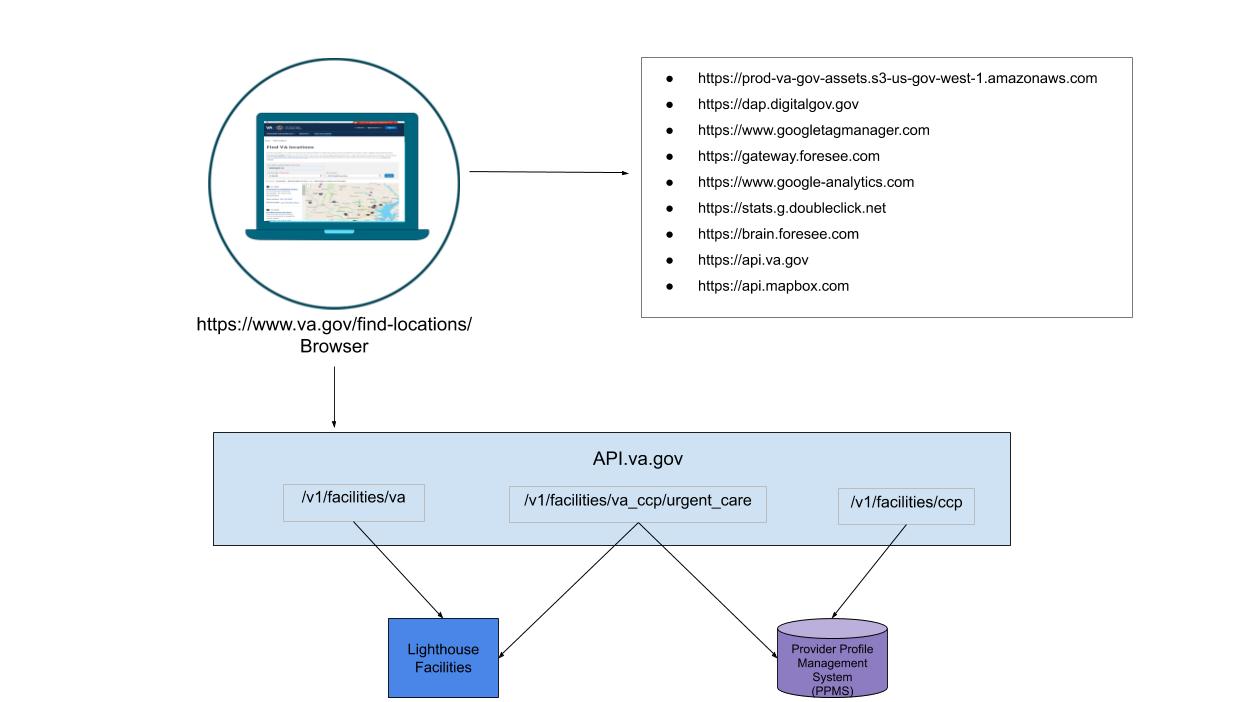 https://prod-va-gov-assets.s3-us-gov-west-1.amazonaws.com
https://dap.digitalgov.gov
https://www.googletagmanager.com
https://gateway.foresee.com
https://www.google-analytics.com
https://stats.g.doubleclick.net
https://brain.foresee.com
https://api.va.gov
https://api.mapbox.com
VA
Find VA locations
https://www.va.gov/find-locations/
Browser
API.va.gov
/v1/facilities/va
/v1/facilities/va_ccp/urgent_care
/v1/facilities/ccp
Lighthouse
Facilities
Provider Profile
Management
System
(PPMS)